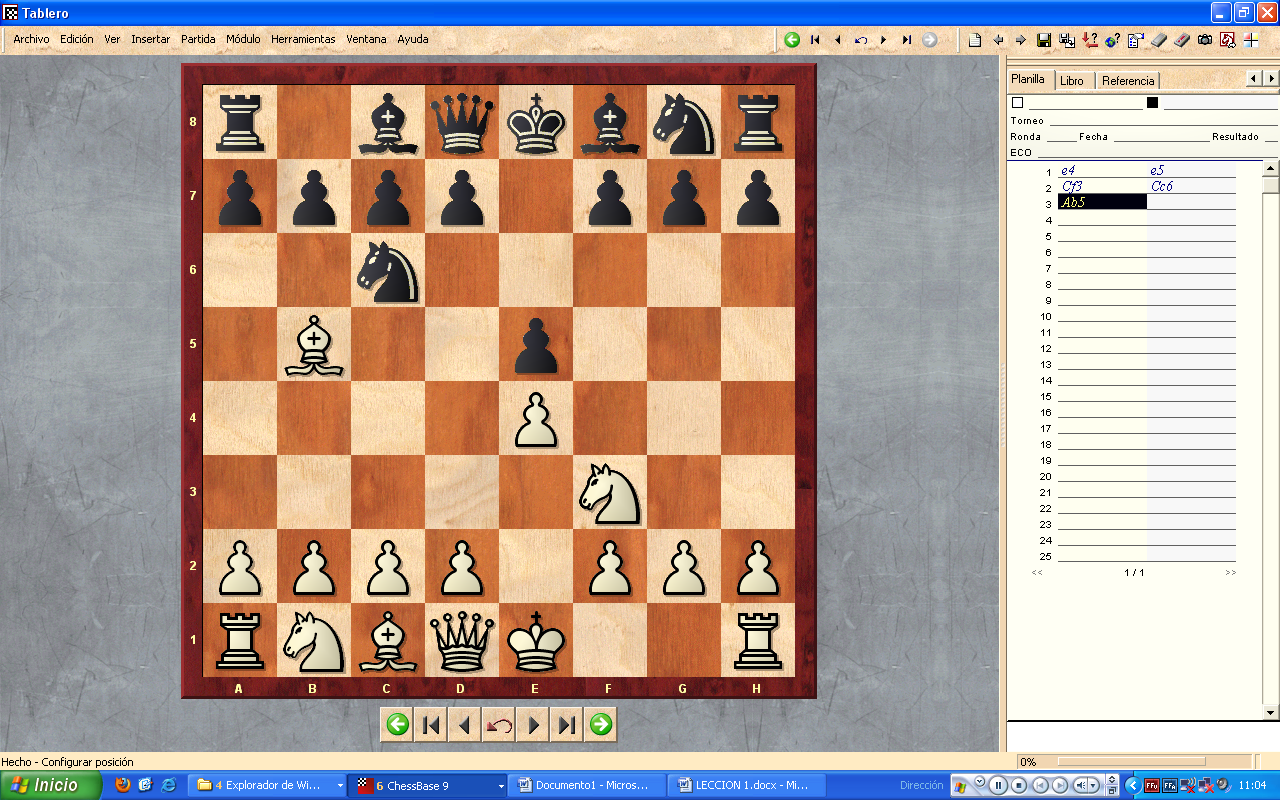 Tablero
Archivo Edición Ver Insertar Partida Módulo Herramientas Ventana Ayuda
8
7
6
5
4
3
2
1
A B C D E F G H
Planilla Libro Referencia
Torneo
Ronda Fecha Resultado
ECO
1 e4 e5
2 Cf3 Cc6
3 Ab5
4
5
6
7
8
9
10
11
12
13
14
15
16
17
18
19
20
21
22
23
24
25
<< 1 / 1 >>
Hecho - Configurar posición
0%
Inicio
4 Explorador de Wi...
6 ChessBase 9
Documento1 - Micros...
LECCION 1.docx - Mi...
Dirección
11:04